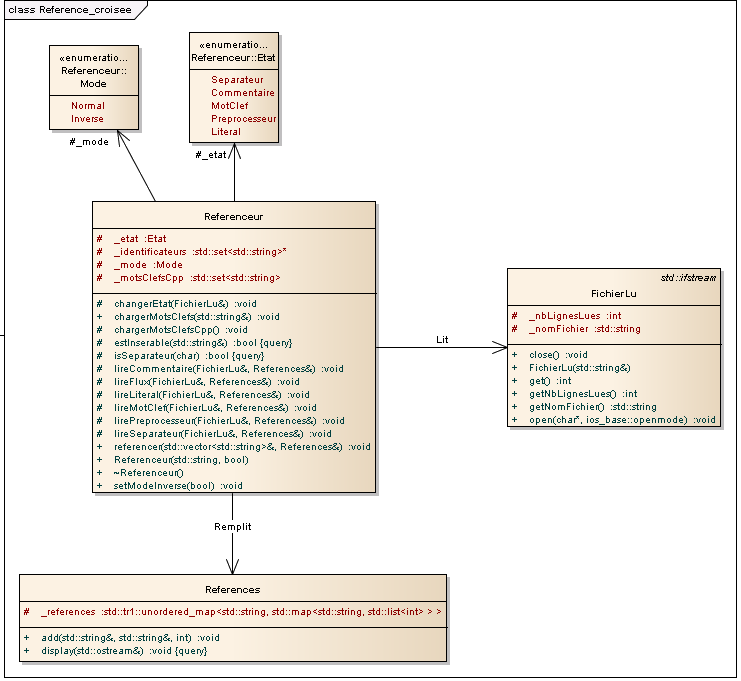 class Reference_croisee
«enumeratio...
Referenceur::
Mode
Normal
Inverse
«enumeratio...
Referenceur::Etat
Separateur
Commentaire
MotClef
Preprocesseur
Literal
#_mode
#_etat
Referenceur
# _etat :Etat
# _identificateurs :std::set<std::string>*
# _mode :Mode
# _motsClefsCpp :std::set<std::string>
# changerEtat(FichierLu&) :void
+ chargerMotsClefs(std::string&) :void
# chargerMotsClefsCpp() :void
# estInserable(std::string&) :bool {query}
# isSeparateur(char) :bool {query}
# lireCommentaire(FichierLu&, References&) :void
# lireFlux(FichierLu&, References&) :void
# lireLiteral(FichierLu&, References&) :void
# lireMotClef(FichierLu&, References&) :void
# lirePreprocesseur(FichierLu&, References&) :void
# lireSeparateur(FichierLu&, References&) :void
+ referencer(std::vector<std::string>&, References&) :void
+ Referenceur(std::string, bool)
+ ~Referenceur()
+ setModeInverse(bool) :void
Lit
std::ifstream
FichierLu
# _nbLignesLues :int
# _nomFichier :std::string
+ close() :void
+ FichierLu(std::string&)
+ get() :int
+ getNbLignesLues() :int
+ getNomFichier() :std::string
+ open(char*, ios_base::openmode) :void
Remplit
References
# _references :std::tr1::unordered_map<std::string, std::map<std::string, std::list<int> > >
+ add(std::string&, std::string&, int) :void
+ display(std::ostream&) :void {query}